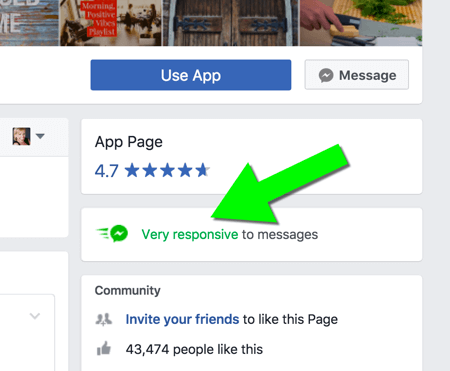 ME
Morning,
Positive
Vibes
Playlist
Use App
Message
App Page
4.7
Very responsive to messages
Community
Invite your friends to like this Page
43,474 people like this